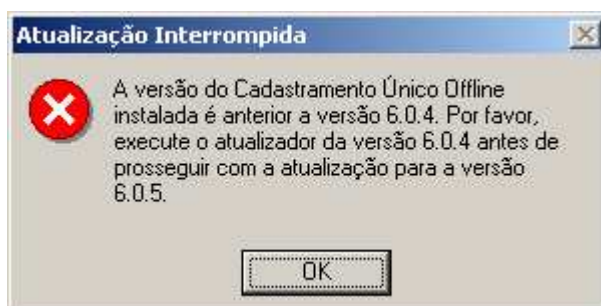 Atualização Interrompida
A versão do Cadastramento Único Offline
instalada é anterior a versão 6.0.4. Por favor,
execute o atualizador da versão 6.0.4 antes de
prosseguir com a atualização para a versão
6.0.5.
OK